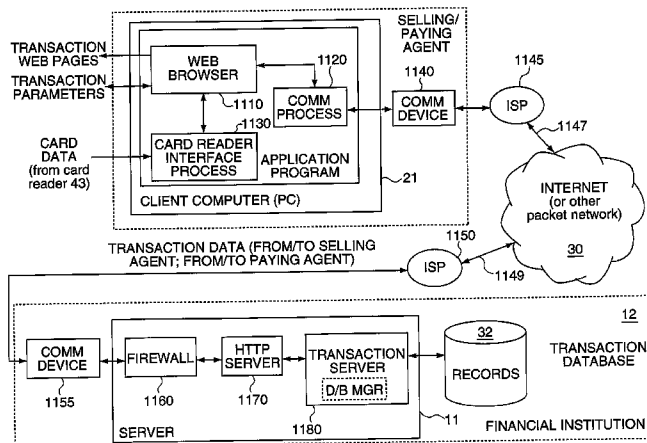 SELLING/
PAYING
AGENT
TRANSACTION
WEB PAGES
TRANSACTION
PARAMETERS
WEB
BROWSER
1110
1120
COMM
PROCESS
1130
CARD READER
INTERFACE
PROCESS
CARD
DATA
(from card
reader 43)
APPLICATION
PROGRAM
CLIENT COMPUTER (PC)
21
1140
COMM
DEVICE
1145
ISP
1147
INTERNET
(or other
packet network)
30
TRANSACTION DATA (FROM/TO SELLING
AGENT; FROM/TO PAYING AGENT)
1150
ISP
1149
COMM
DEVICE
1155
FIREWALL
1160
HTTP
SERVER
1170
TRANSACTION
SERVER
D/B MGR
1180
SERVER
11
32
RECORDS
12
TRANSACTION
DATABASE
FINANCIAL INSTITUTION